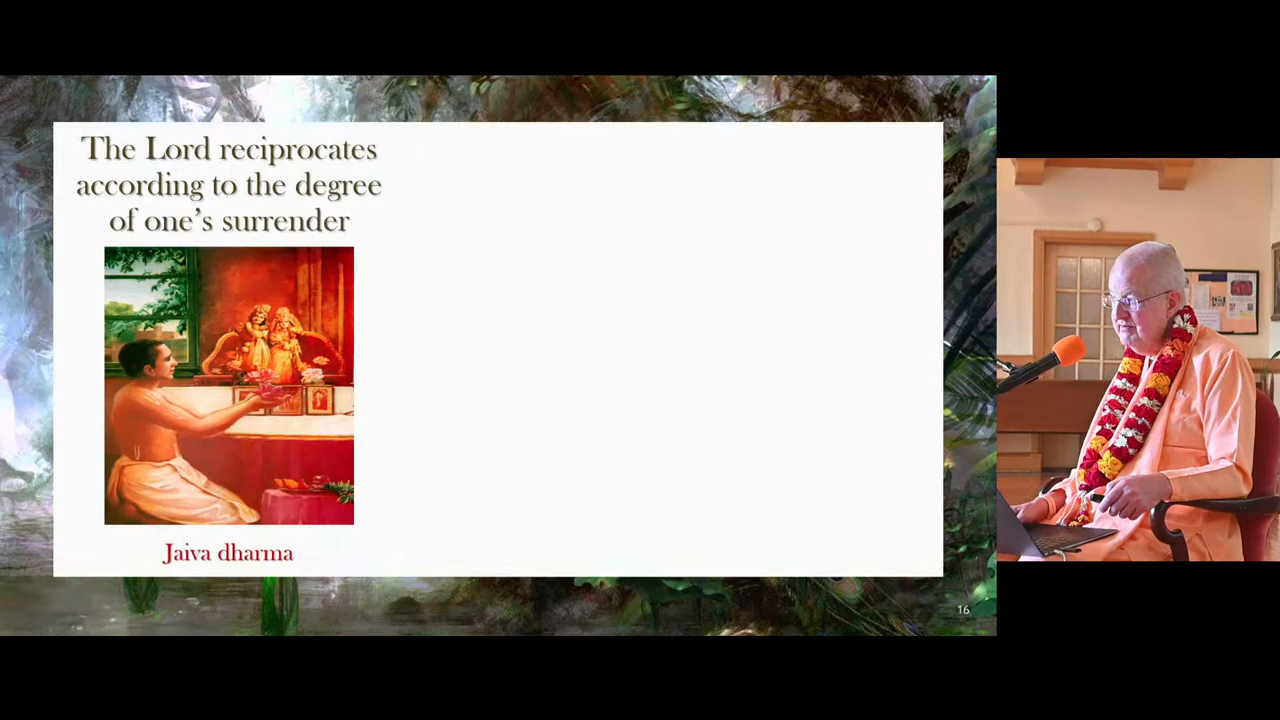 The Lord reciprocates
according to the degree
of one's surrender
Jaiva dharma
16